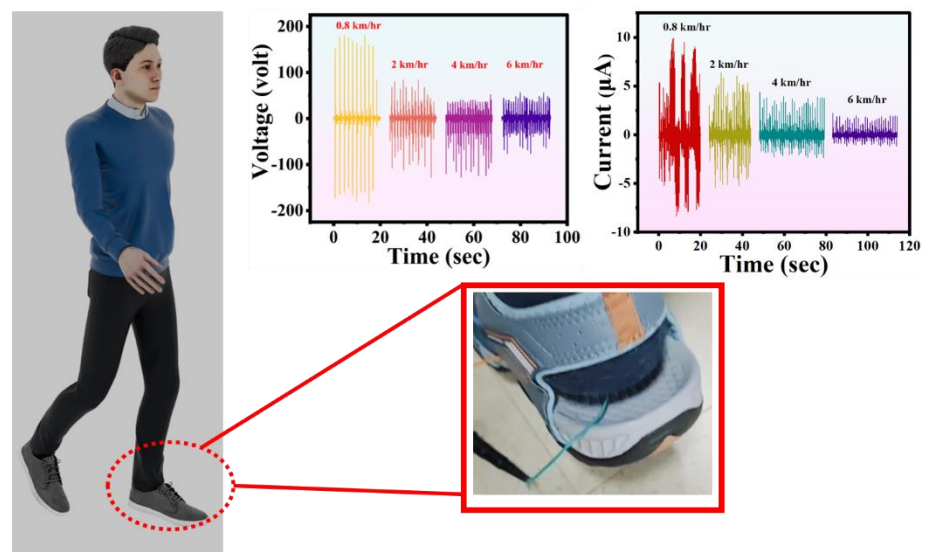 Voltage (volt)
200
100
0
-100
-200
0.8 km/hr
2 km/hr
4 km/hr
6 km/hr
0
20
40
60
80
100
Time (sec)
Current (µA)
10
5
0
-5
-10
0.8 km/hr
2 km/hr
4 km/hr
6 km/hr
0
20
40
60
80
100
120
Time (sec)